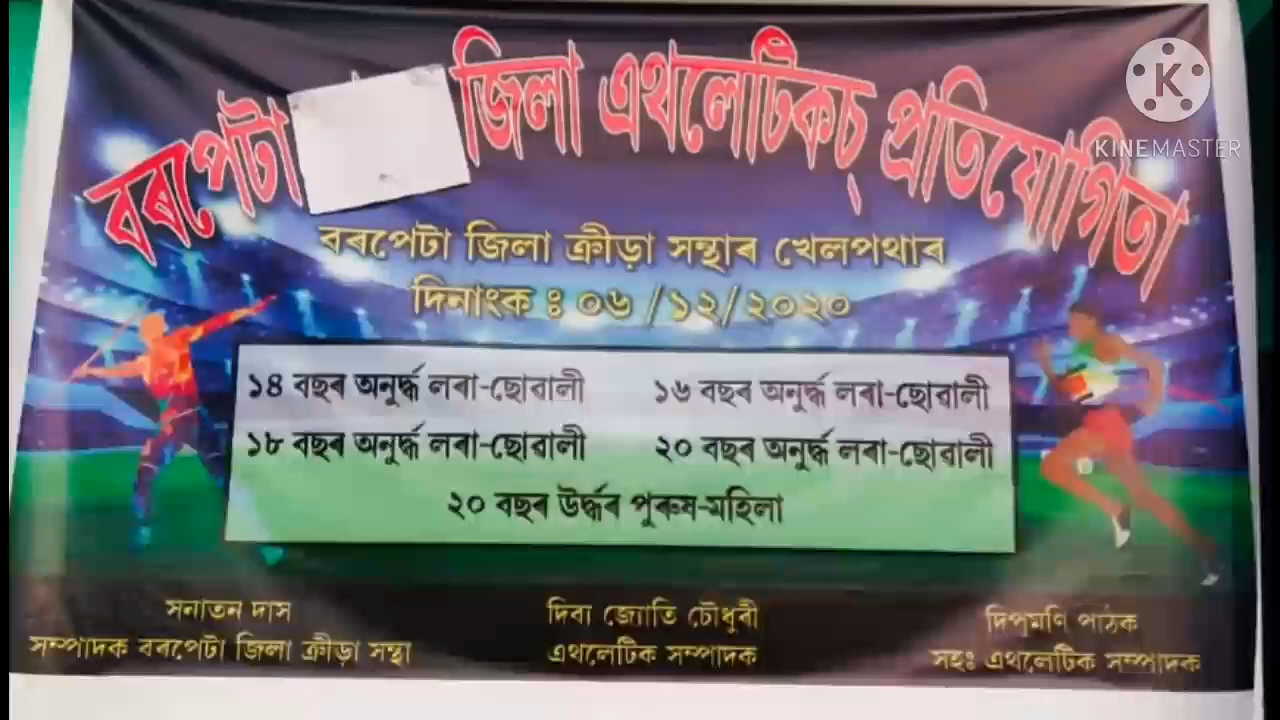 বৰপেটা জিলা এথলেটিকচ্ প্ৰতিযোগিতা
KINEMASTER
বৰপেটা জিলা ক্ৰীড়া সন্থাৰ খেলপথাৰ
দিনাংক ঃ ০৬ /১২/২০২০
১৪ বছৰ অনুৰ্দ্ধ লৰা-ছোৱালী ১৬ বছৰ অনুৰ্দ্ধ লৰা-ছোৱালী
১৮ বছৰ অনুৰ্দ্ধ লৰা-ছোৱালী ২০ বছৰ অনুৰ্দ্ধ লৰা-ছোৱালী
২০ বছৰ উৰ্দ্ধৰ পুৰুষ-মহিলা
সনাতন দাস দিব্য জ্যোতি চৌধুৰী দিপুমণি পাঠক
সম্পাদক বৰপেটা জিলা ক্ৰীড়া সন্থা এথলেটিক সম্পাদক সহঃ এথলেটিক সম্পাদক